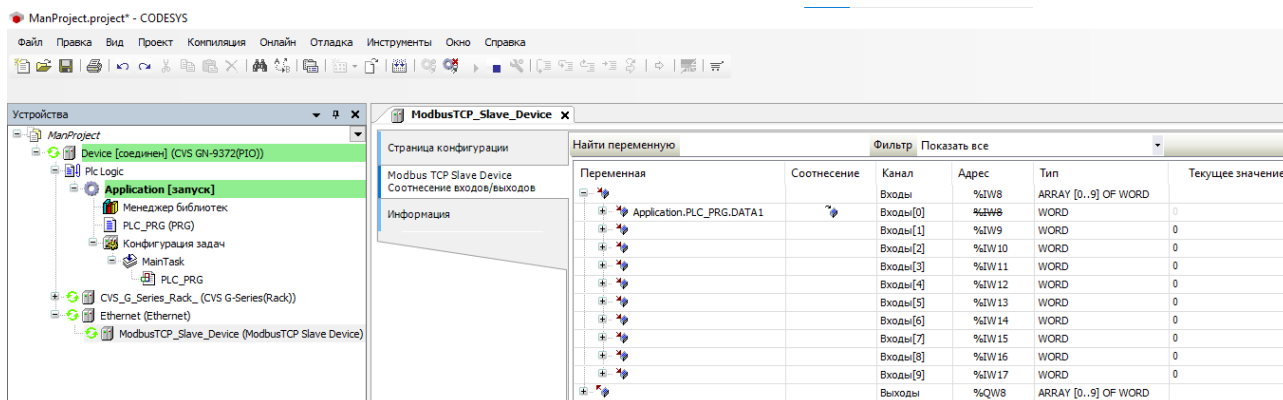 ManProject.project* - CODESYS
Файл Правка Вид Проект Компиляция Онлайн Отладка Инструменты Окно Справка
Устройства
ManProject
Device [соединен] (CVS GN-9372(PIO))
Plc Logic
Application [запуск]
Менеджер библиотек
PLC_PRG (PRG)
Конфигурация задач
MainTask
PLC_PRG
CVS_G_Series_Rack_ (CVS G-Series(Rack))
Ethernet (Ethernet)
ModbusTCP_Slave_Device (ModbusTCP Slave Device)
ModbusTCP_Slave_Device
Страница конфигурации
Modbus TCP Slave Device
Соотнесение входов/выходов
Информация
Найти переменную Фильтр Показать все
Переменная Соотнесение Канал Адрес Тип Текущее значение
Входы %IW8 ARRAY [0..9] OF WORD
Application.PLC_PRG.DATA1 Входы[0] %IW8 WORD 0
Входы[1] %IW9 WORD 0
Входы[2] %IW10 WORD 0
Входы[3] %IW11 WORD 0
Входы[4] %IW12 WORD 0
Входы[5] %IW13 WORD 0
Входы[6] %IW14 WORD 0
Входы[7] %IW15 WORD 0
Входы[8] %IW16 WORD 0
Входы[9] %IW17 WORD 0
Выходы %QW8 ARRAY [0..9] OF WORD